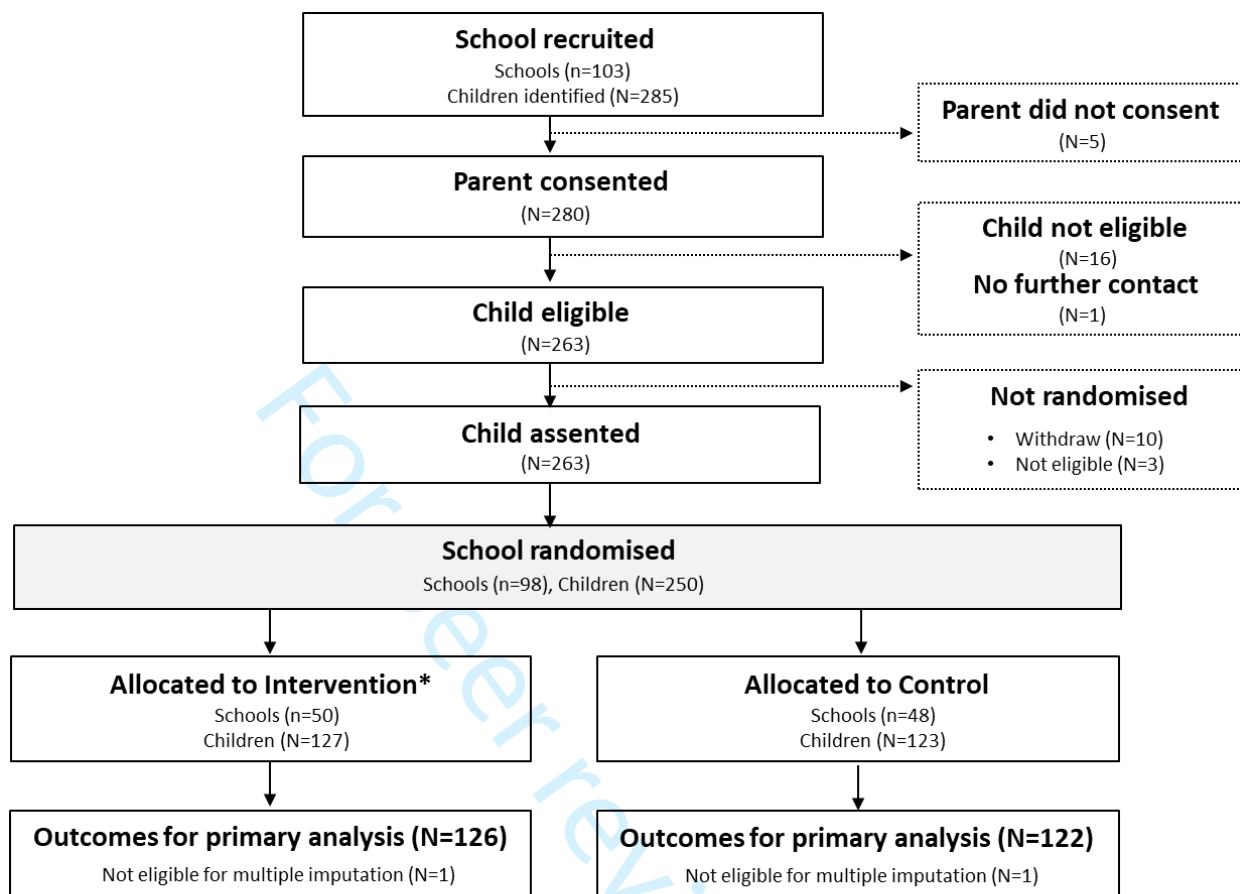 School recruited
Schools (n=103)
Children identified (N=285)
Parent did not consent
(N=5)
Parent consented
(N=280)
Child not eligible
(N=16)
No further contact
(N=1)
Child eligible
(N=263)
Not randomised
• Withdraw (N=10)
• Not eligible (N=3)
Child assented
(N=263)
School randomised
Schools (n=98), Children (N=250)
Allocated to Intervention*
Schools (n=50)
Children (N=127)
Allocated to Control
Schools (n=48)
Children (N=123)
Outcomes for primary analysis (N=126)
Not eligible for multiple imputation (N=1)
Outcomes for primary analysis (N=122)
Not eligible for multiple imputation (N=1)